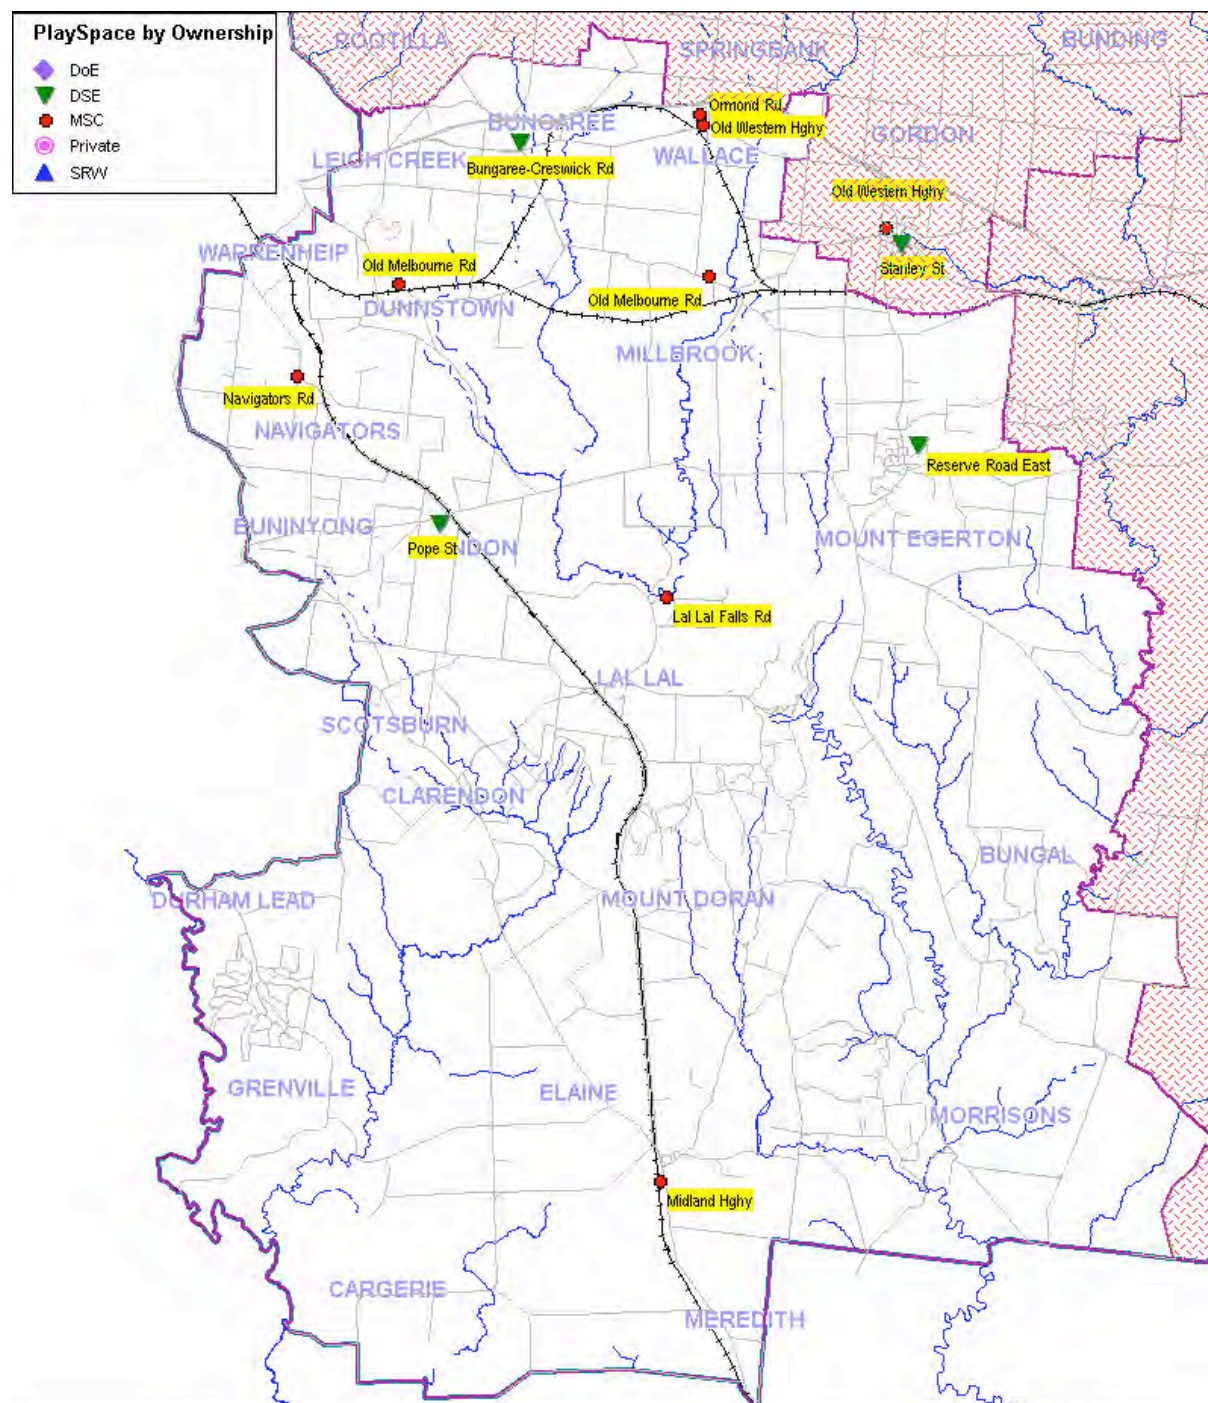 PlaySpace by Ownership
DoE
DSE
MSC
Private
SRW
POOTILLA
SPRINGBANK
BUNDING
Ormond Rd
BUNGAREE
Old Western Hghy
GORDON
LEIGH CREEK
Bungaree-Creswick Rd
WALLACE
Old Western Hghy
WARRENHEIP
Old Melbourne Rd
Stanley St
DUNNSTOWN
Old Melbourne Rd
MILLBROOK
Navigators Rd
NAVIGATORS
Reserve Road East
BUNINYONG
Pope St
NDON
MOUNT EGERTON
Lal Lal Falls Rd
LAL LAL
SCOTSBURN
CLARENDON
BUNGAL
DURHAM LEAD
MOUNT DORAN
GRENVILLE
ELAINE
MORRISONS
Midland Hghy
CARGERIE
MEREDITH